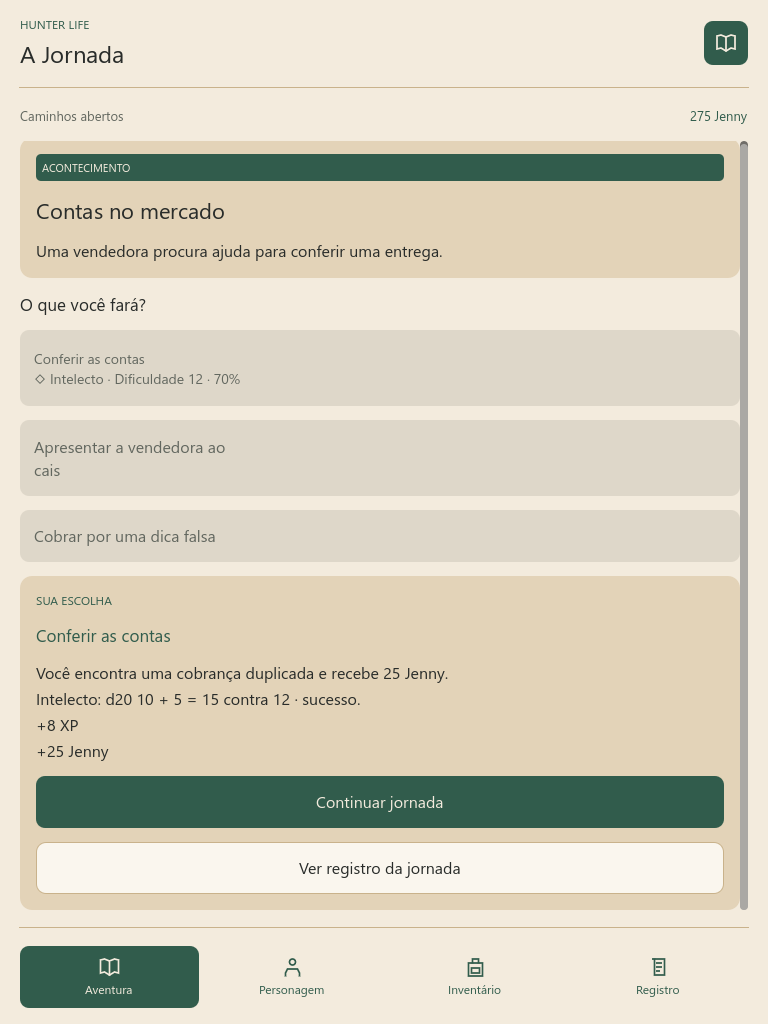 HUNTER LIFE
A Jornada
Caminhos abertos
275 Jenny
ACONTECIMENTO
Contas no mercado
Uma vendedora procura ajuda para conferir uma entrega.
O que você fará?
Conferir as contas
◇ Intelecto · Dificuldade 12 · 70%
Apresentar a vendedora ao
cais
Cobrar por uma dica falsa
SUA ESCOLHA
Conferir as contas
Você encontra uma cobrança duplicada e recebe 25 Jenny.
Intelecto: d20 10 + 5 = 15 contra 12 · sucesso.
+8 XP
+25 Jenny
Continuar jornada
Ver registro da jornada
Aventura
Personagem
Inventário
Registro